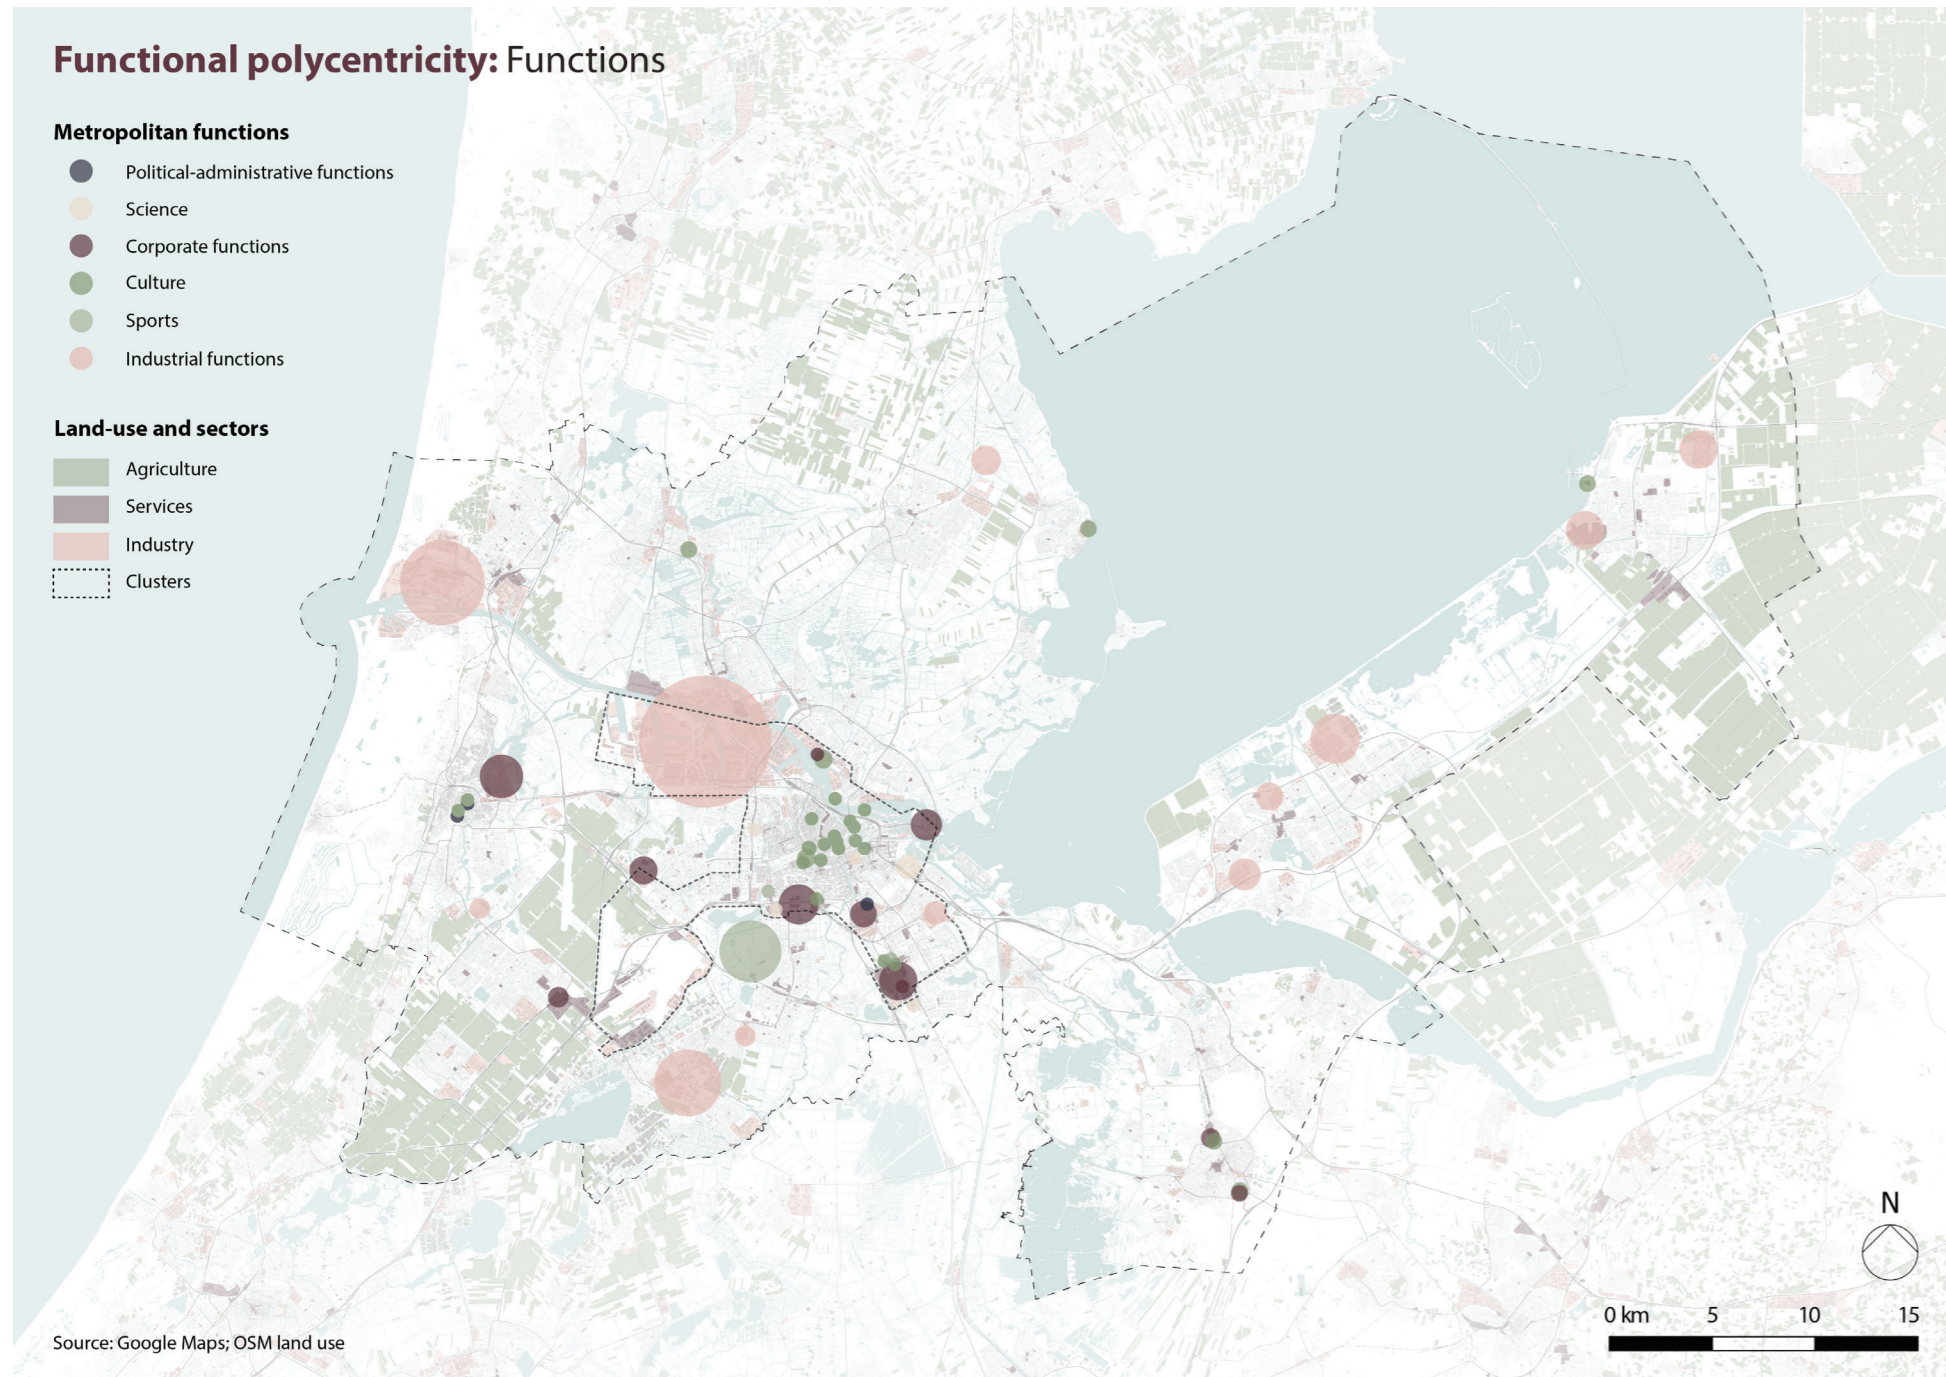 Functional polycentricity: Functions
Metropolitan functions
Political-administrative functions
Science
Corporate functions
Culture
Sports
Industrial functions
Land-use and sectors
Agriculture
Services
Industry
Clusters
N
0 km 5 10 15
Source: Google Maps; OSM land use